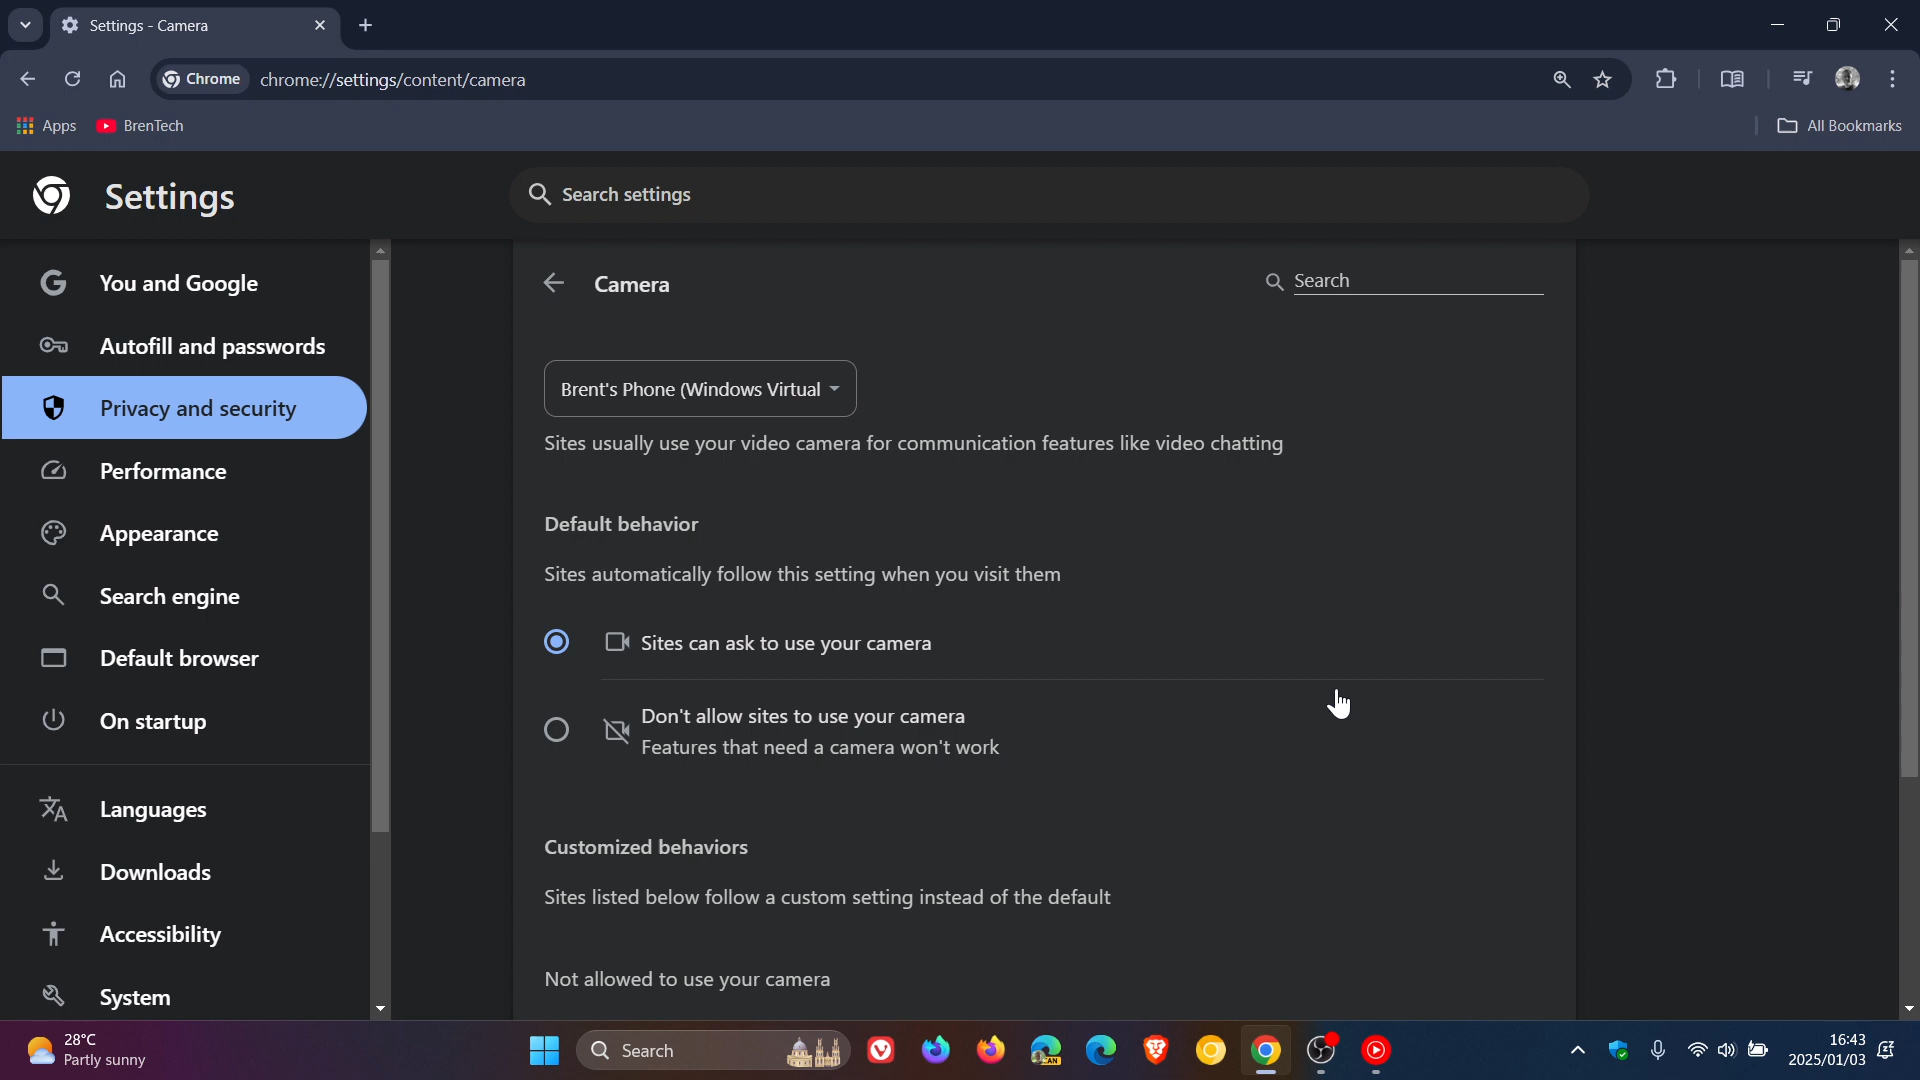 Settings - Camera
Chrome
chrome://settings/content/camera
Apps
BrenTech
All Bookmarks
Settings
Search settings
You and Google
Autofill and passwords
Privacy and security
Performance
Appearance
Search engine
Default browser
On startup
Languages
Downloads
Accessibility
System
Camera
Search
Brent's Phone (Windows Virtual
Sites usually use your video camera for communication features like video chatting
Default behavior
Sites automatically follow this setting when you visit them
Sites can ask to use your camera
Don't allow sites to use your camera
Features that need a camera won't work
Customized behaviors
Sites listed below follow a custom setting instead of the default
Not allowed to use your camera
28°C
Partly sunny
Search
CAN
16:43
2025/01/03